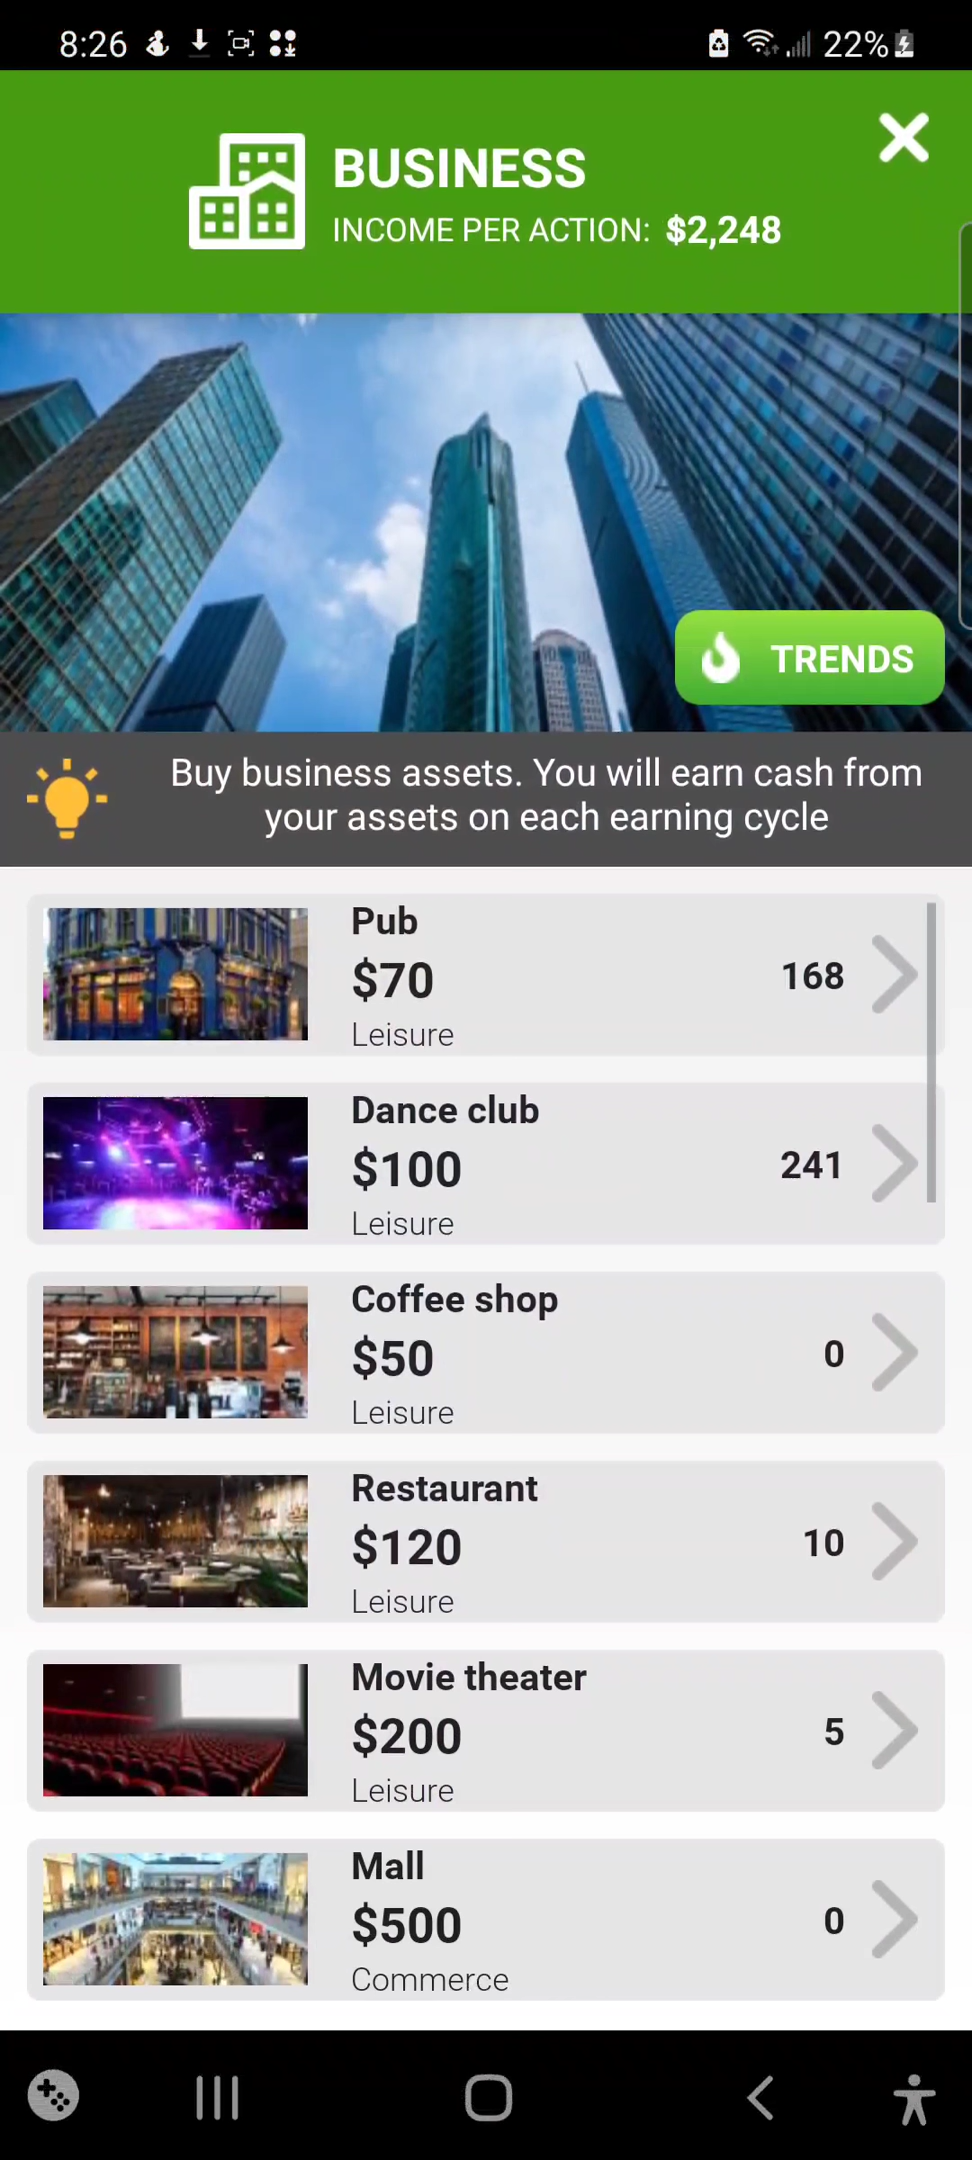 8:26
22%
BUSINESS
INCOME PER ACTION: $2,248
TRENDS
Buy business assets. You will earn cash from
your assets on each earning cycle
Pub
$70
168
Leisure
Dance club
$100
241
Leisure
Coffee shop
$50
0
Leisure
Restaurant
$120
10
Leisure
Movie theater
$200
5
Leisure
Mall
$500
0
Commerce